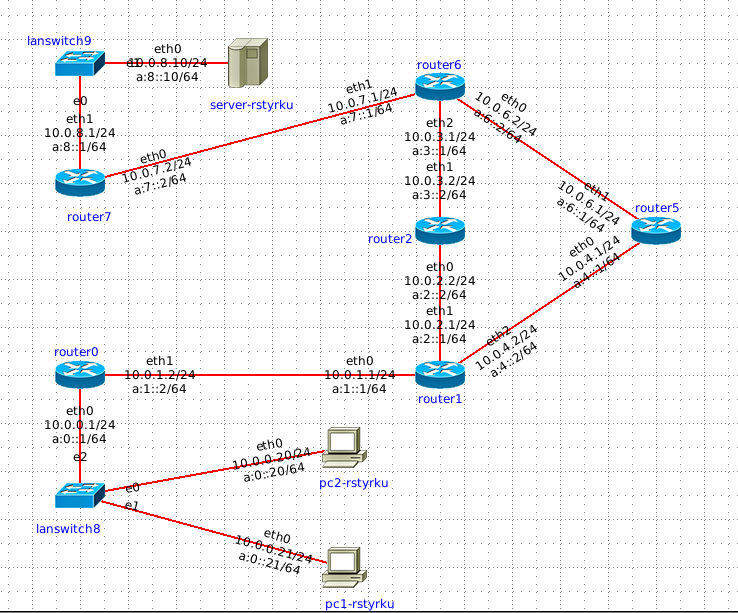 lanswitch9
eth0
e1
10.0.8.10/24
a:8::10/64
server-rstyrku
e0
eth1
10.0.8.1/24
a:8::1/64
router7
eth0
10.0.7.2/24
a:7::2/64
eth1
10.0.7.1/24
a:7::1/64
router6
eth0
10.0.6.2/24
a:6::2/64
eth2
10.0.3.1/24
a:3::1/64
eth1
10.0.3.2/24
a:3::2/64
router2
eth1
10.0.6.1/24
a:6::1/64
router5
eth0
10.0.4.1/24
a:4::1/64
eth0
10.0.2.2/24
a:2::2/64
eth1
10.0.2.1/24
a:2::1/64
eth2
10.0.4.2/24
a:4::2/64
router0
eth1
10.0.1.2/24
a:1::2/64
eth0
10.0.1.1/24
a:1::1/64
router1
eth0
10.0.0.1/24
a:0::1/64
e2
lanswitch8
e0
e1
eth0
10.0.0.20/24
a:0::20/64
pc2-rstyrku
eth0
10.0.0.21/24
a:0::21/64
pc1-rstyrku